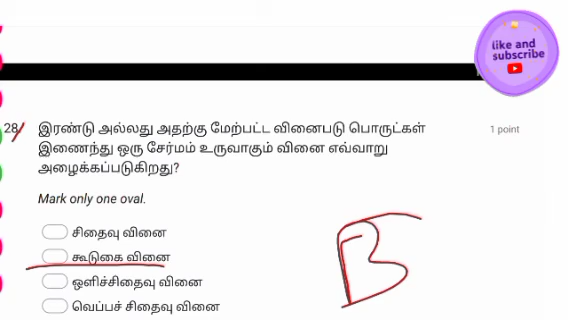 like and
subscribe
28 இரண்டு அல்லது அதற்கு மேற்பட்ட வினைபடு பொருட்கள் 1 point
இணைந்து ஒரு சேர்மம் உருவாகும் வினை எவ்வாறு
அழைக்கப்படுகிறது?
Mark only one oval.
சிதைவு வினை
கூடுகை வினை
ஒளிச்சிதைவு வினை
வெப்பச் சிதைவு வினை
B